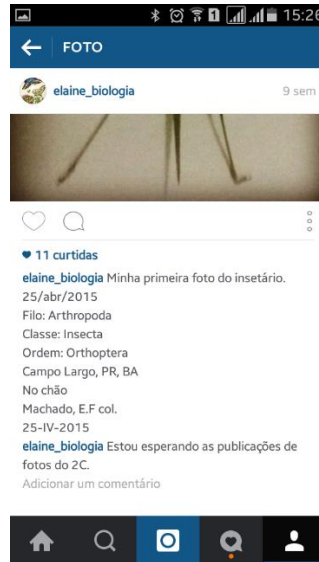 1 15:26
FOTO
elaine_biologia 9 sem
11 curtidas
elaine_biologia Minha primeira foto do insetário.
25/abr/2015
Filo: Arthropoda
Classe: Insecta
Ordem: Orthoptera
Campo Largo, PR, BA
No chão
Machado, E.F col.
25-IV-2015
elaine_biologia Estou esperando as publicações de
fotos do 2C.
Adicionar um comentário